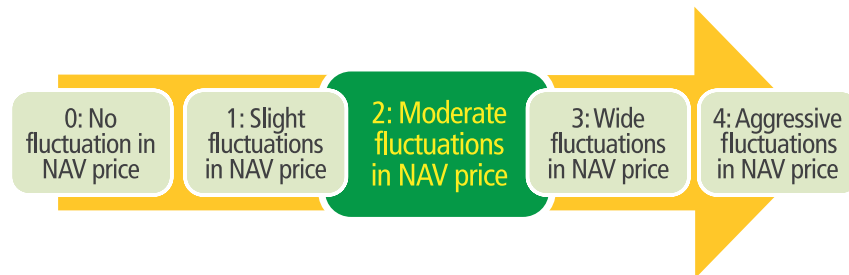 0: No
fluctuation in
NAV price
1: Slight
fluctuations
in NAV price
2: Moderate
fluctuations
in NAV price
3: Wide
fluctuations
in NAV price
4: Aggressive
fluctuations
in NAV price